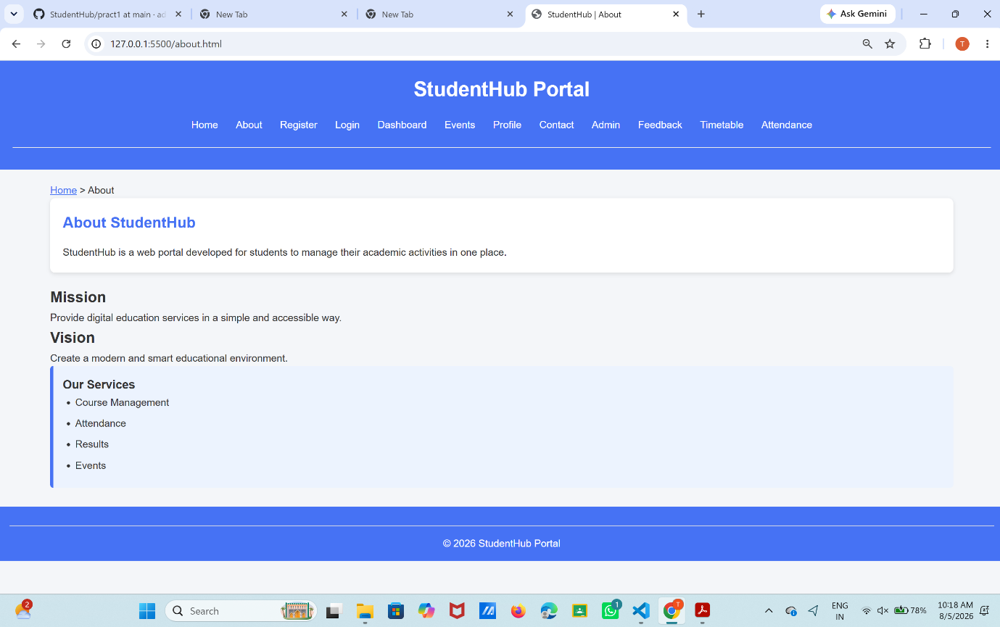 StudentHub/pract1 at main · ad
New Tab
New Tab
StudentHub | About
Ask Gemini
127.0.0.1:5500/about.html
T
StudentHub Portal
Home About Register Login Dashboard Events Profile Contact Admin Feedback Timetable Attendance
Home > About
About StudentHub
StudentHub is a web portal developed for students to manage their academic activities in one place.
Mission
Provide digital education services in a simple and accessible way.
Vision
Create a modern and smart educational environment.
Our Services
• Course Management
• Attendance
• Results
• Events
© 2026 StudentHub Portal
2
Search
1
T
ENG
IN
78%
10:18 AM
8/5/2026